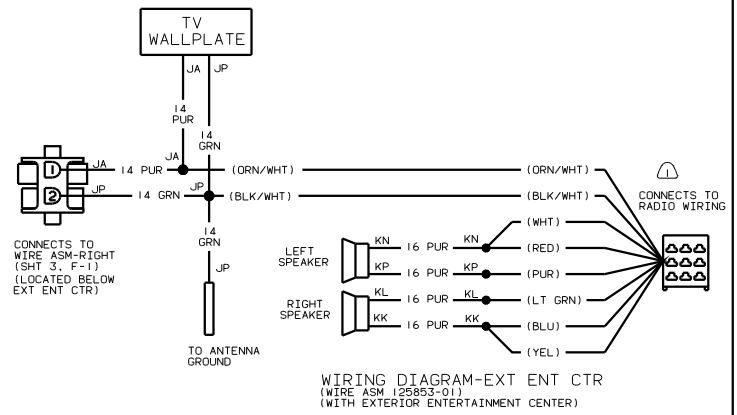 TV
WALLPLATE
JA JP
14
PUR
14
GRN
JA
1 JA 14 PUR (ORN/WHT) (ORN/WHT)
2 JP 14 GRN JP (BLK/WHT) (BLK/WHT)
1
CONNECTS TO
RADIO WIRING
(WHT)
14
GRN
JP
CONNECTS TO
WIRE ASM-RIGHT
(SHT 3, F-1)
(LOCATED BELOW
EXT ENT CTR)
LEFT
SPEAKER
KN 16 PUR KN (RED)
KP 16 PUR KP (PUR)
RIGHT
SPEAKER
KL 16 PUR KL (LT GRN)
KK 16 PUR KK (BLU)
(YEL)
TO ANTENNA
GROUND
WIRING DIAGRAM-EXT ENT CTR
(WIRE ASM 125853-01)
(WITH EXTERIOR ENTERTAINMENT CENTER)